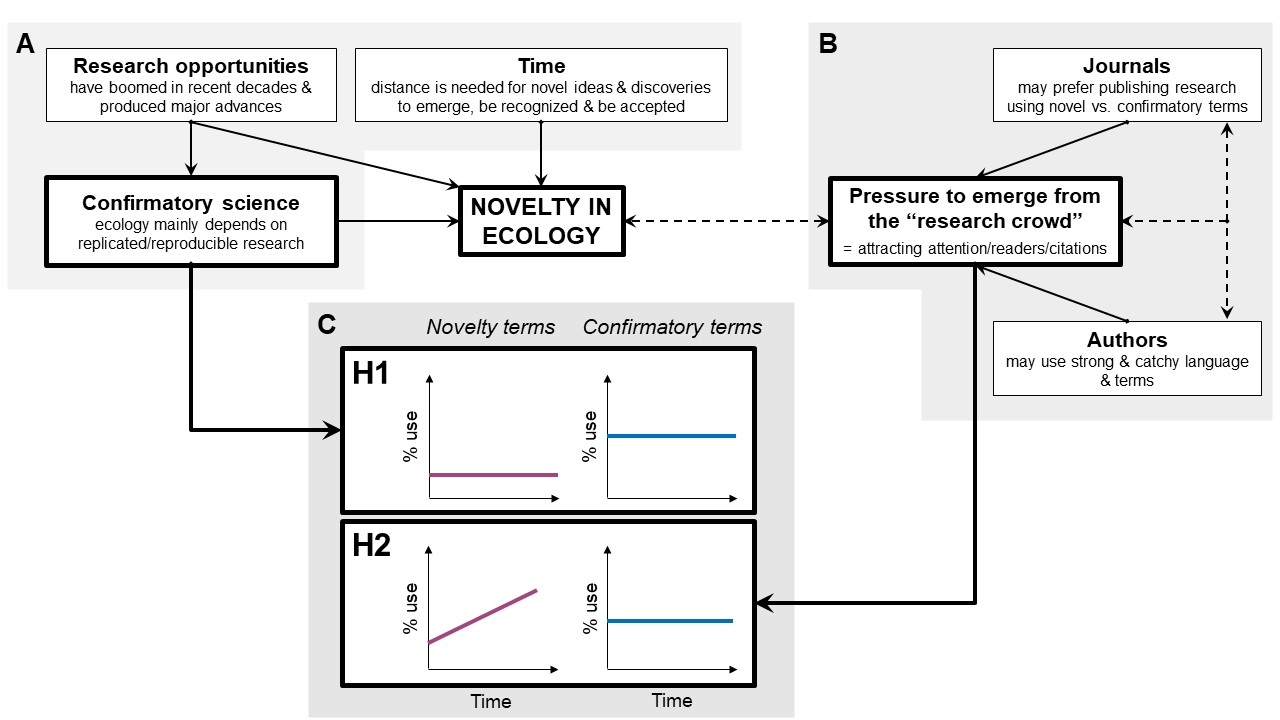 A
Research opportunities
have boomed in recent decades &
produced major advances
Time
distance is needed for novel ideas & discoveries
to emerge, be recognized & be accepted
Confirmatory science
ecology mainly depends on
replicated/reproducible research
NOVELTY IN
ECOLOGY
B
Journals
may prefer publishing research
using novel vs. confirmatory terms
Pressure to emerge from
the “research crowd”
= attracting attention/readers/citations
Authors
may use strong & catchy language
& terms
C
Novelty terms
Confirmatory terms
H1
% use
% use
H2
% use
% use
Time
Time